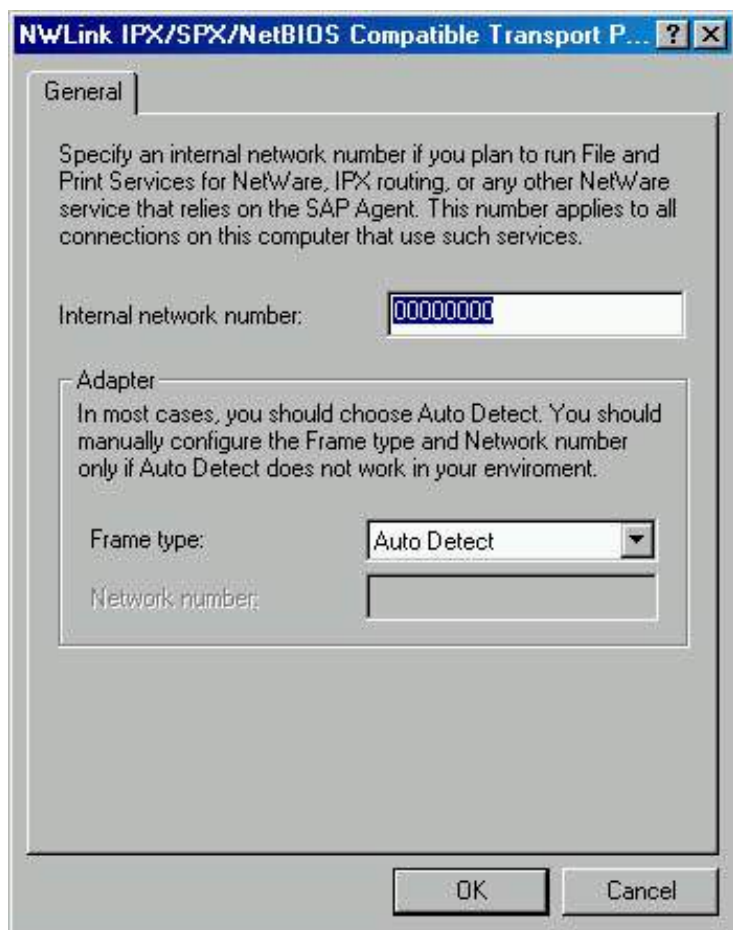 NWLink IPX/SPX/NetBIOS Compatible Transport P...
General
Specify an internal network number if you plan to run File and
Print Services for NetWare, IPX routing, or any other NetWare
service that relies on the SAP Agent. This number applies to all
connections on this computer that use such services.
Internal network number: 00000000
Adapter
In most cases, you should choose Auto Detect. You should
manually configure the Frame type and Network number
only if Auto Detect does not work in your enviroment.
Frame type: Auto Detect
Network number:
OK Cancel